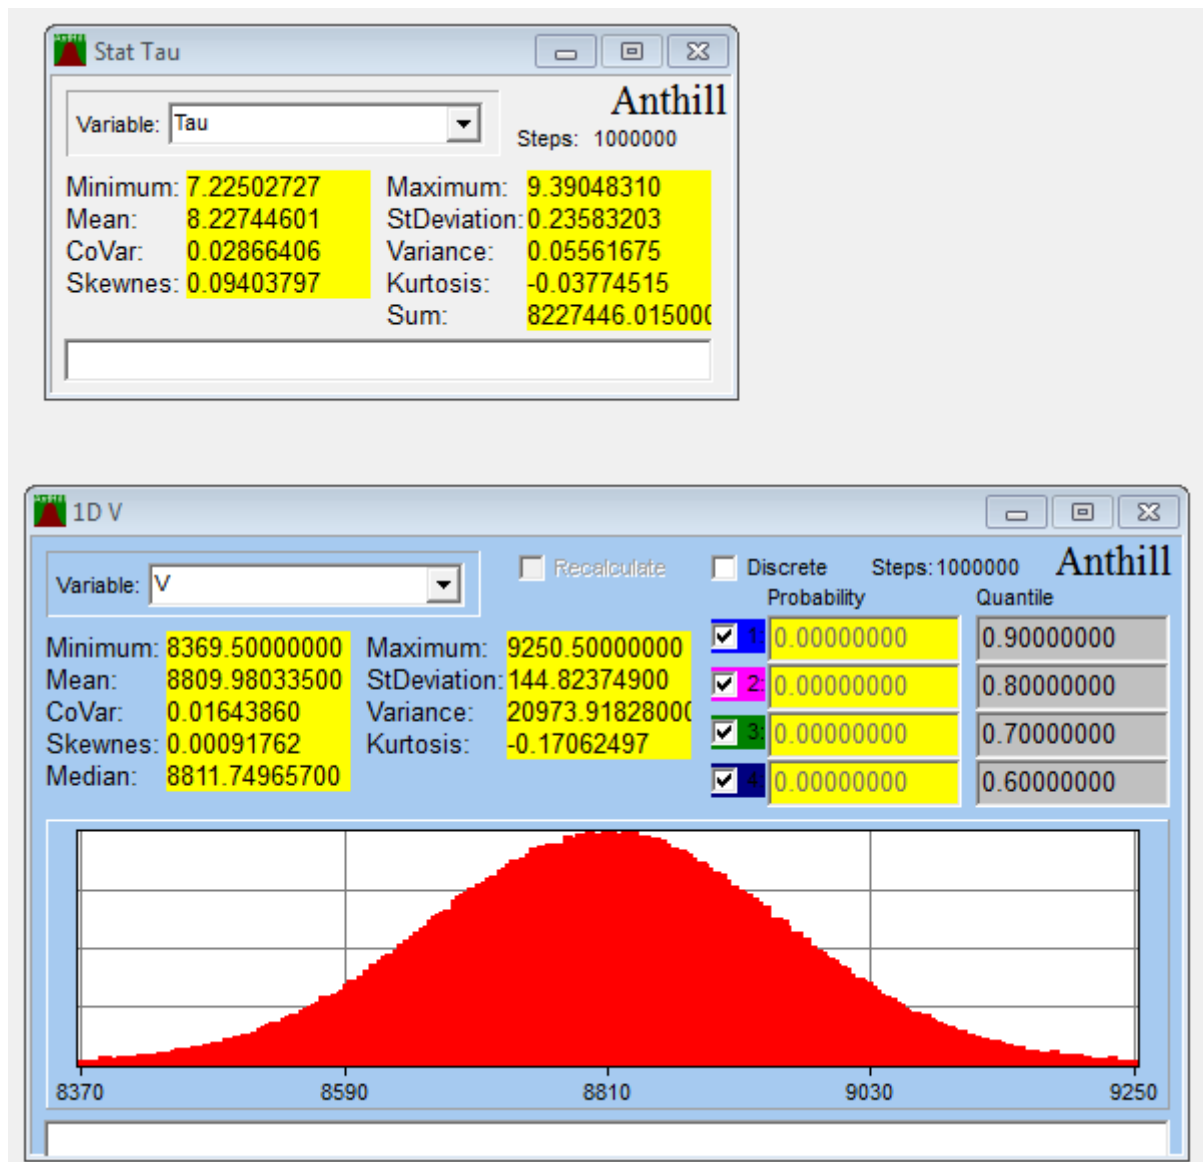 Stat Tau
Anthill
Variable: Tau
Steps: 1000000
Minimum: 7.22502727 Maximum: 9.39048310
Mean: 8.22744601 StDeviation: 0.23583203
CoVar: 0.02866406 Variance: 0.05561675
Skewnes: 0.09403797 Kurtosis: -0.03774515
Sum: 8227446.015000
1D V
Variable: V Recalculate Discrete Steps: 1000000 Anthill
Probability Quantile
1: 0.00000000 0.90000000
Minimum: 8369.50000000 Maximum: 9250.50000000
Mean: 8809.98033500 StDeviation: 144.82374900
2: 0.00000000 0.80000000
CoVar: 0.01643860 Variance: 20973.91828000
3: 0.00000000 0.70000000
Skewnes: 0.00091762 Kurtosis: -0.17062497
Median: 8811.74965700
4: 0.00000000 0.60000000
8370 8590 8810 9030 9250